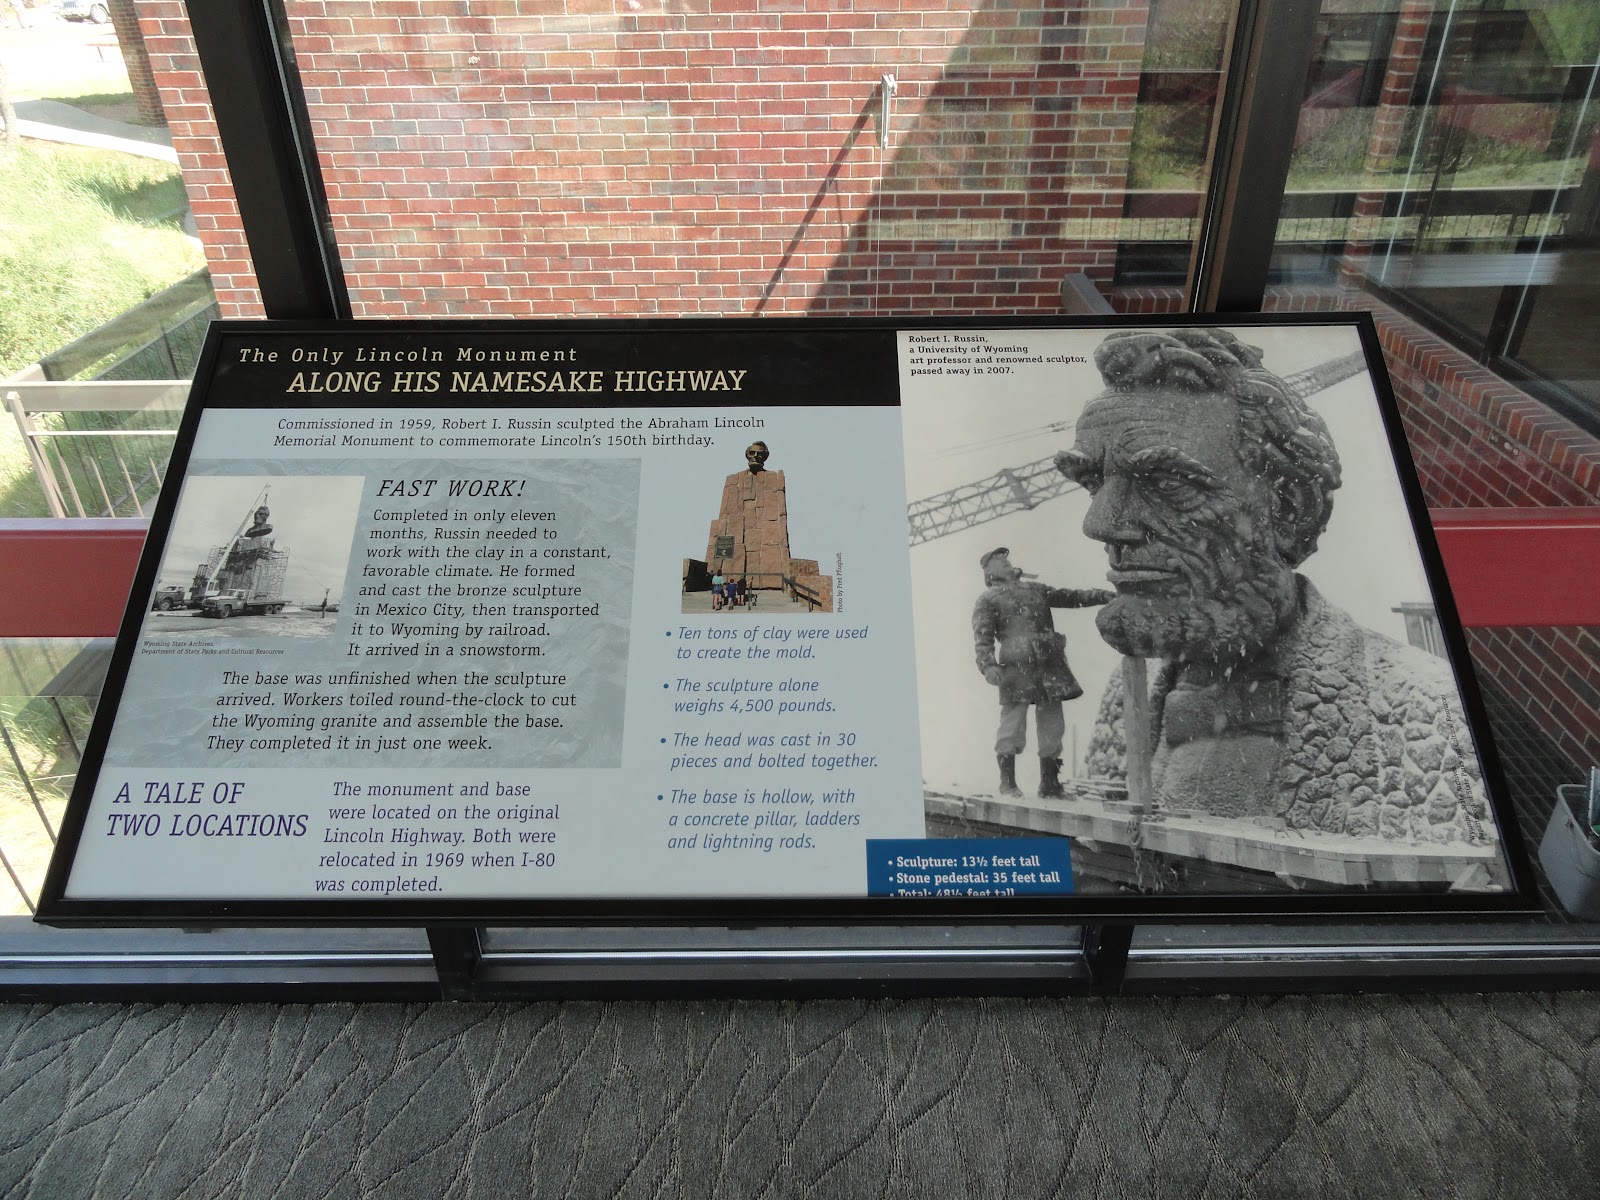 The Only Lincoln Monument
ALONG HIS NAMESAKE HIGHWAY
Commissioned in 1959, Robert I. Russin sculpted the Abraham Lincoln
Memorial Monument to commemorate Lincoln's 150th birthday.
FAST WORK!
Completed in only eleven
months, Russin needed to
work with the clay in a constant,
favorable climate. He formed
and cast the bronze sculpture
in Mexico City, then transported
it to Wyoming by railroad.
It arrived in a snowstorm.
Wyoming State Archives,
Department of State Parks and Cultural Resources
The base was unfinished when the sculpture
arrived. Workers toiled round-the-clock to cut
the Wyoming granite and assemble the base.
They completed it in just one week.
A TALE OF
TWO LOCATIONS
The monument and base
were located on the original
Lincoln Highway. Both were
relocated in 1969 when I-80
was completed.
Photo by Fred Pflughoft
• Ten tons of clay were used
to create the mold.
• The sculpture alone
weighs 4,500 pounds.
• The head was cast in 30
pieces and bolted together.
• The base is hollow, with
a concrete pillar, ladders
and lightning rods.
Robert I. Russin,
a University of Wyoming
art professor and renowned sculptor,
passed away in 2007.
• Sculpture: 13½ feet tall
• Stone pedestal: 35 feet tall
• Total: 48½ feet tall